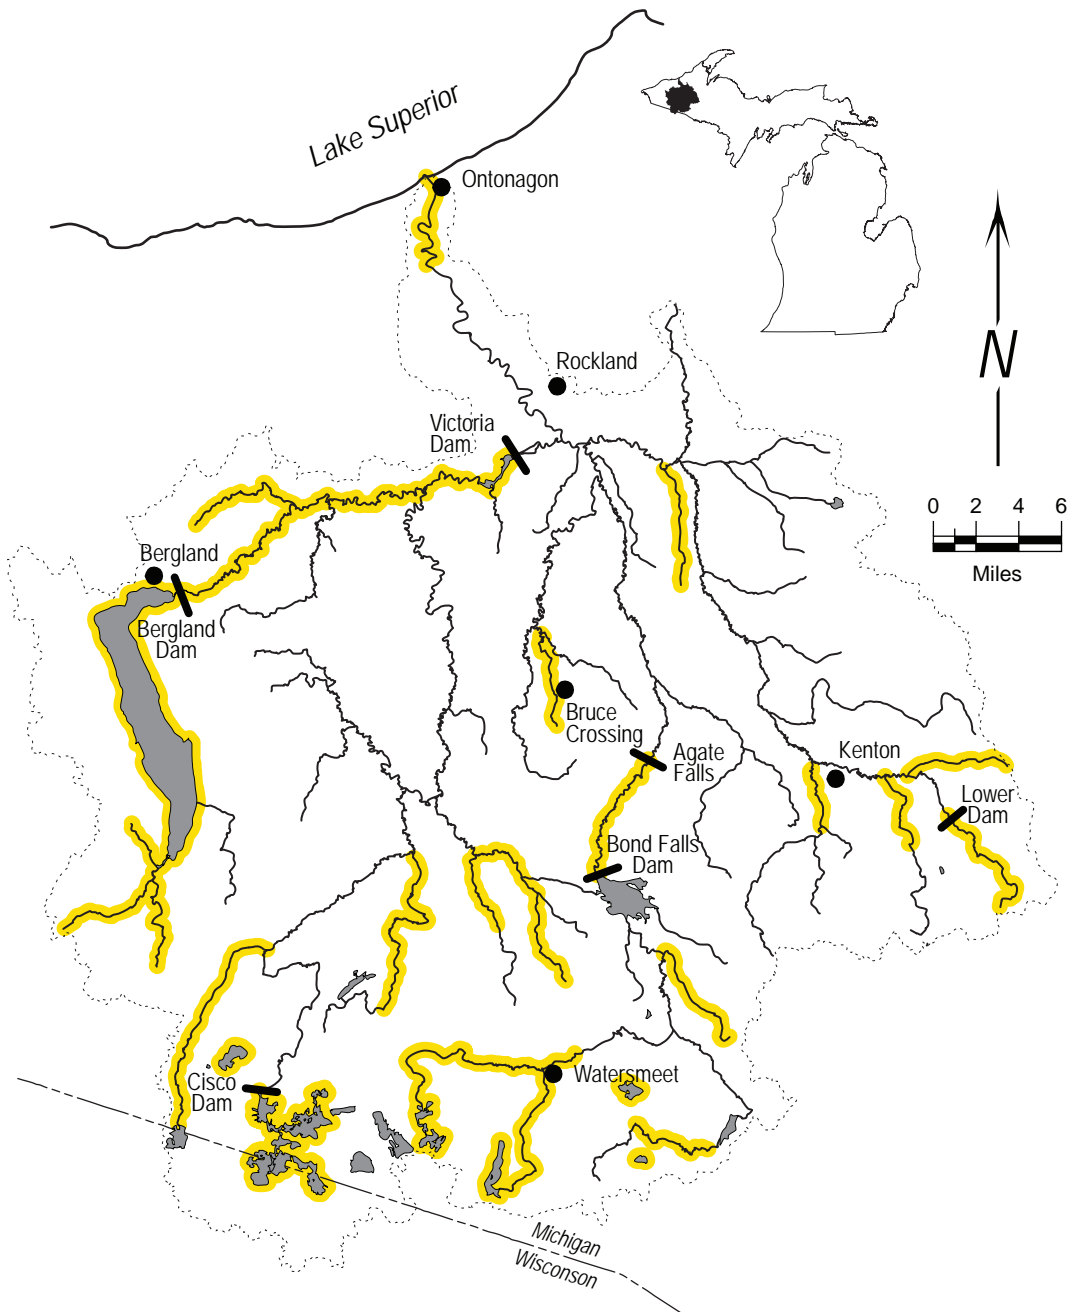 Lake Superior
Ontonagon
Rockland
N
Victoria
Dam
0 2 4 6
Miles
Bergland
Bergland
Dam
Bruce
Crossing
Agate
Falls
Kenton
Lower
Dam
Bond Falls
Dam
Cisco
Dam
Watersmeet
Michigan
Wisconson